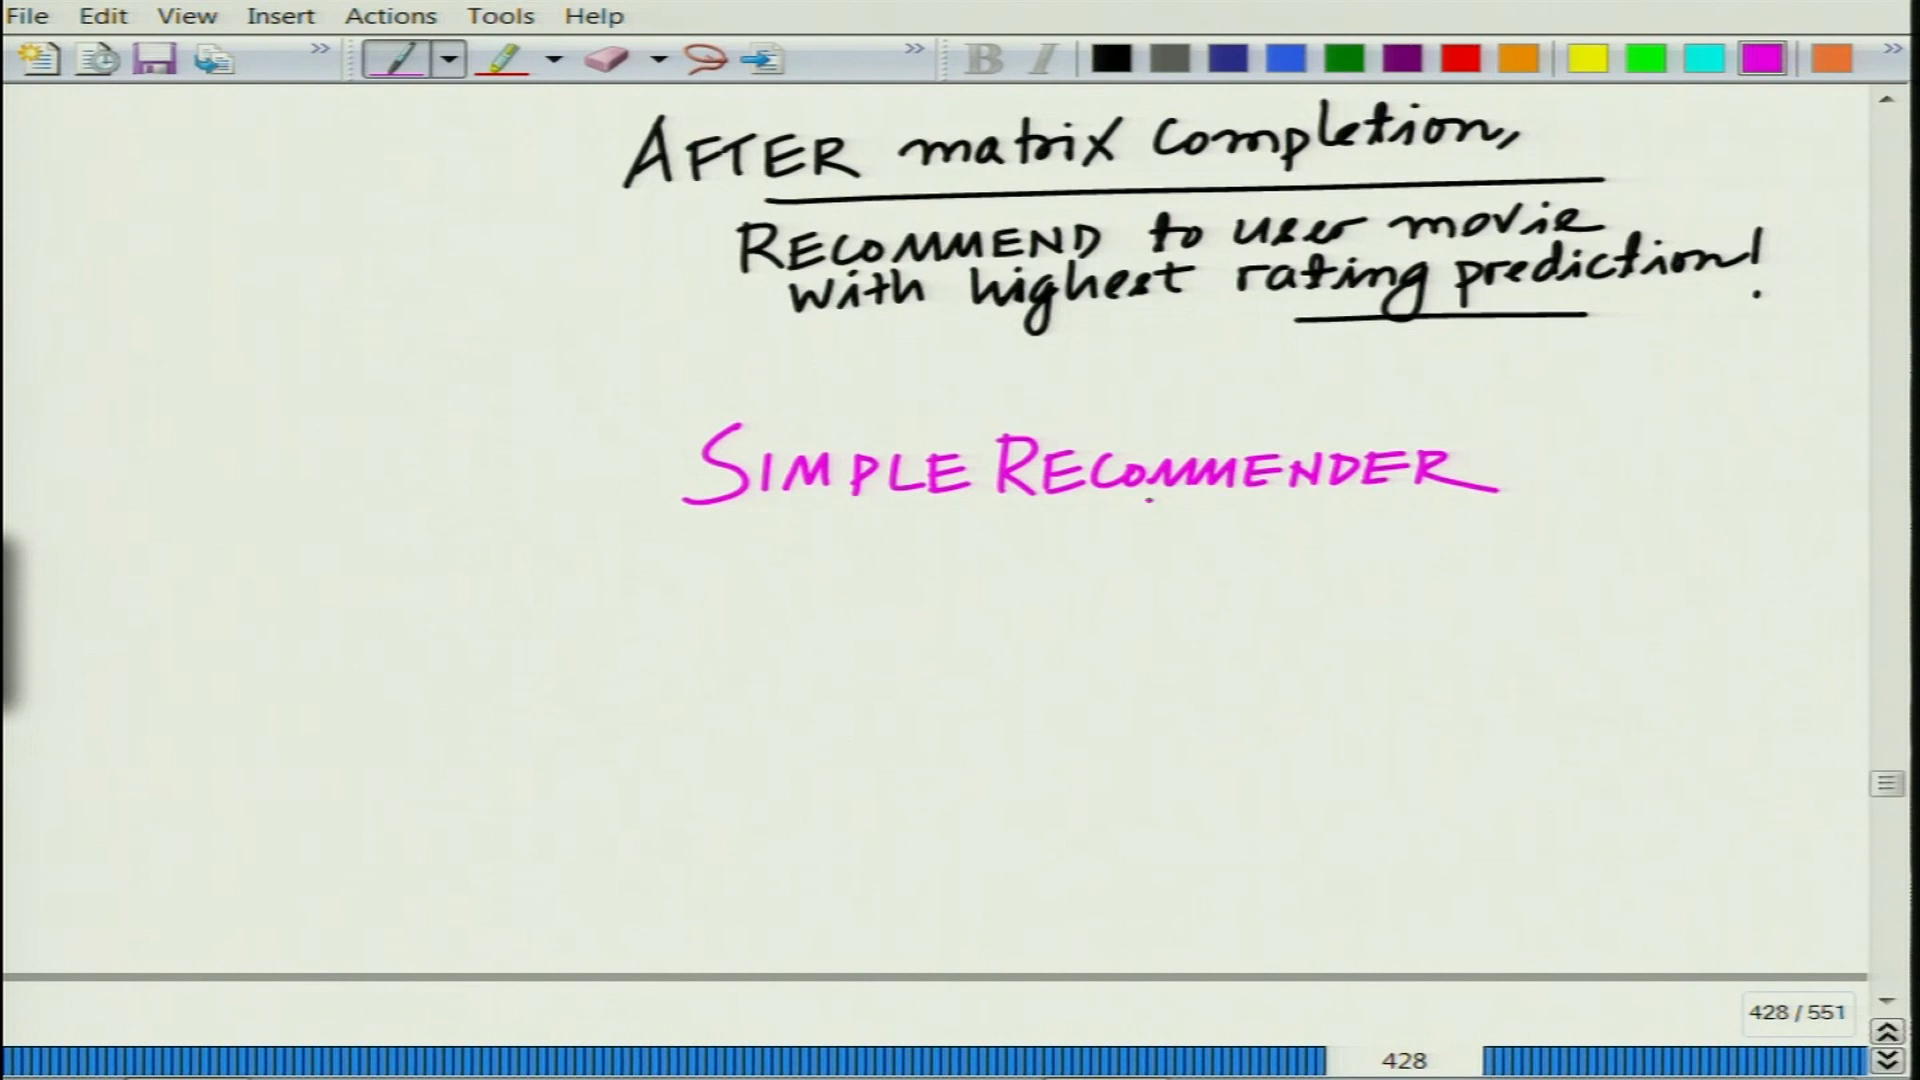 File Edit View Insert Actions Tools Help
B I
AFTER matrix completion,
RECOMMEND to user movie
with highest rating prediction!
SIMPLE RECOMMENDER
428 / 551
428